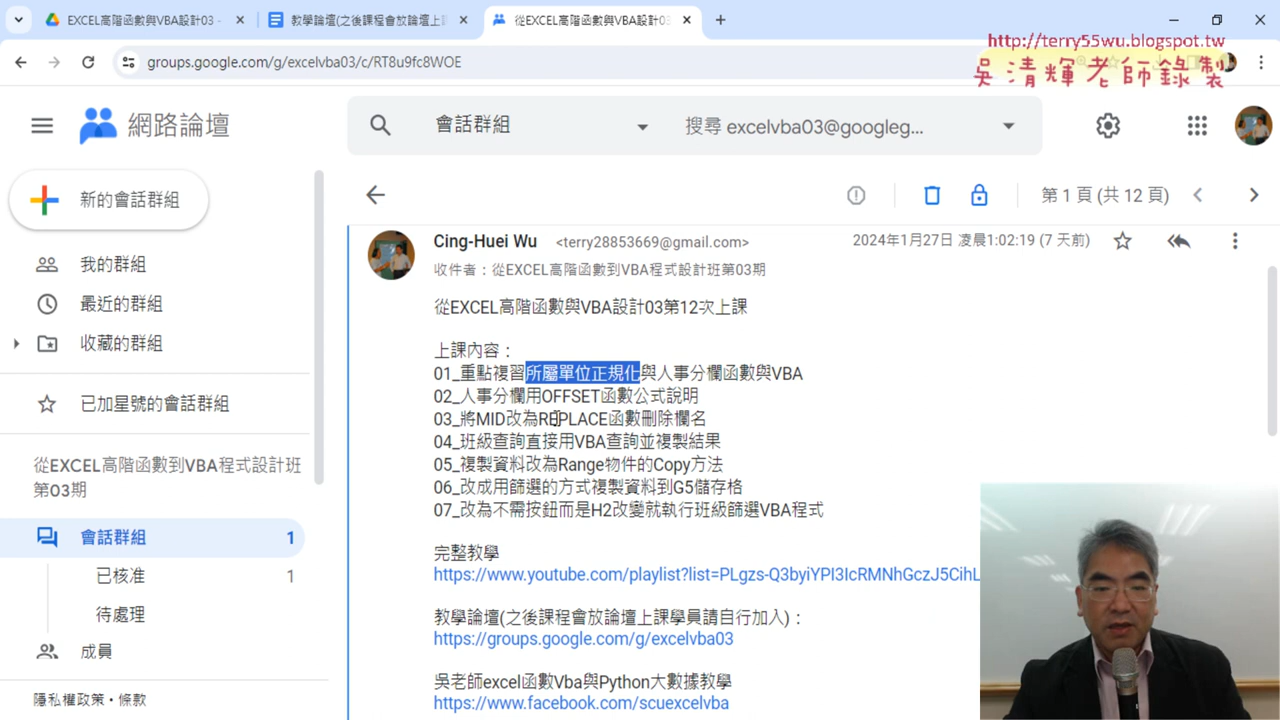 從EXCEL高階函數與VBA設計03 -
教學論壇(之後課程會放論壇上課
從EXCEL高階函數與VBA設計03
groups.google.com/g/excelvba03/c/RT8u9fc8WOE
http://terry55wu.blogspot.tw
吳清輝老師錄製
網路論壇
會話群組
搜尋 excelvba03@googleg...
新的會話群組
第 1 頁 (共 12 頁)
我的群組
最近的群組
收藏的群組
已加星號的會話群組
從EXCEL高階函數到VBA程式設計班
第03期
會話群組
1
已核准
1
待處理
成員
隱私權政策 • 條款
Cing-Huei Wu <terry28853669@gmail.com>
2024年1月27日 凌晨1:02:19 (7 天前)
收件者：從EXCEL高階函數到VBA程式設計班第03期
從EXCEL高階函數與VBA設計03第12次上課
上課內容：
01_重點複習所屬單位正規化與人事分欄函數與VBA
02_人事分欄用OFFSET函數公式說明
03_將MID改為REPLACE函數刪除欄名
04_班級查詢直接用VBA查詢並複製結果
05_複製資料改為Range物件的Copy方法
06_改成用篩選的方式複製資料到G5儲存格
07_改為不需按鈕而是H2改變就執行班級篩選VBA程式
完整教學
https://www.youtube.com/playlist?list=PLgzs-Q3byiYPI3IcRMNhGczJ5CihL
教學論壇(之後課程會放論壇上課學員請自行加入)：
https://groups.google.com/g/excelvba03
吳老師excel函數Vba與Python大數據教學
https://www.facebook.com/scuexcelvba